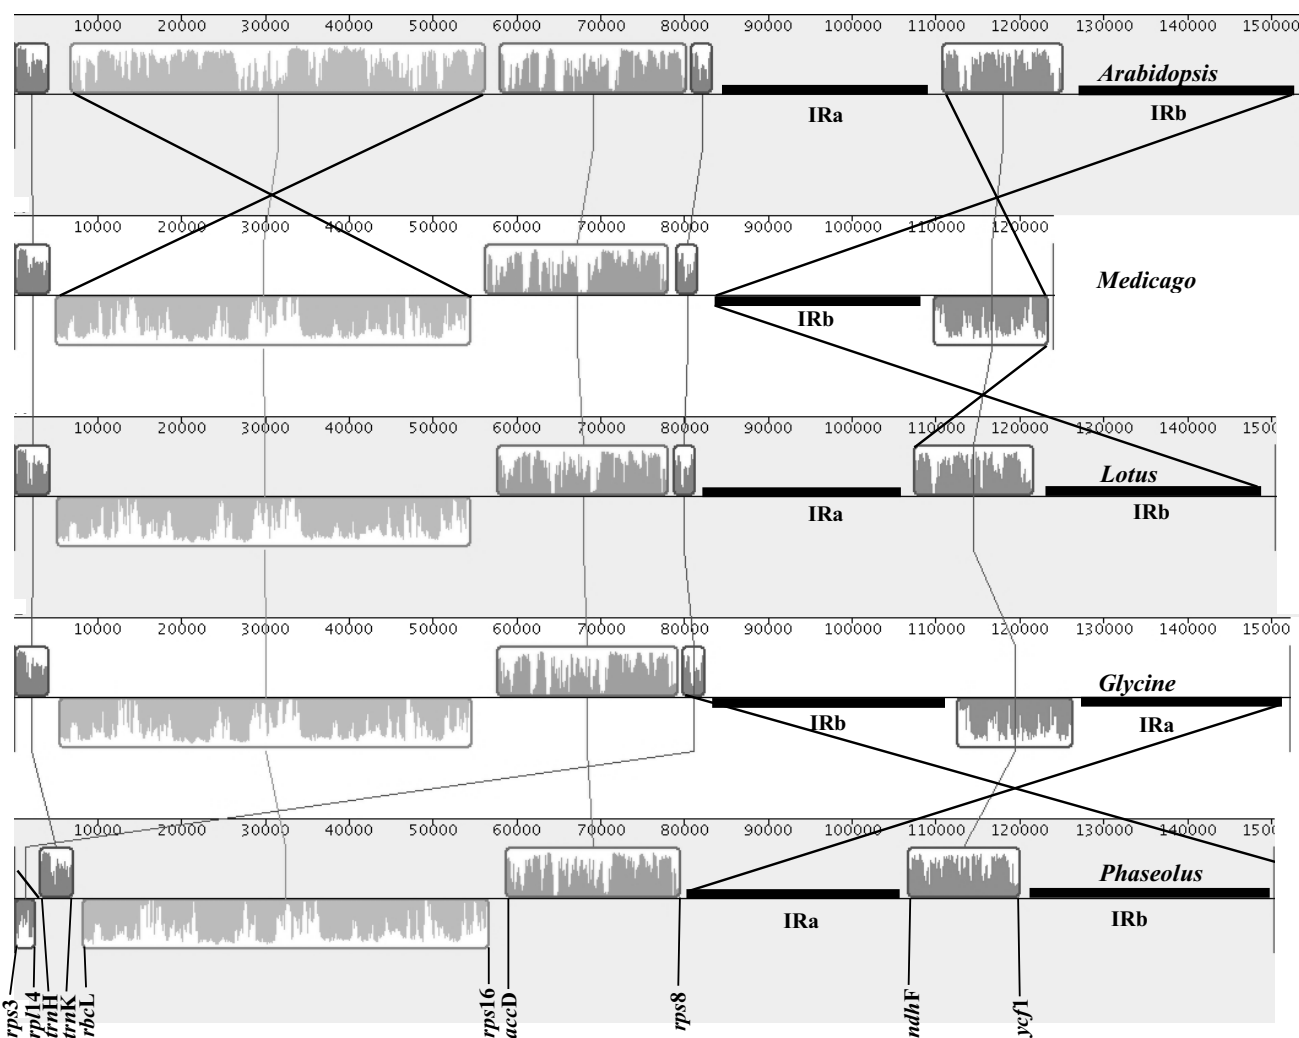 10000 20000 30000 40000 50000 60000 70000 80000 90000 100000 110000 120000 130000 140000 150000
Arabidopsis
IRa IRb
10000 20000 30000 40000 50000 60000 70000 80000 90000 100000 110000 120000
Medicago
IRb
10000 20000 30000 40000 50000 60000 70000 80000 90000 100000 110000 120000 130000 140000 1500
Lotus
IRa IRb
10000 20000 30000 40000 50000 60000 70000 80000 90000 100000 110000 120000 130000 140000 15000
Glycine
IRb IRa
10000 20000 30000 40000 50000 60000 70000 80000 90000 100000 110000 120000 130000 140000 1500
Phaseolus
IRa IRb
rps3
rpl14
trnH
trnK
rbcL
rps16
accD
rps8
ndhF
ycf1